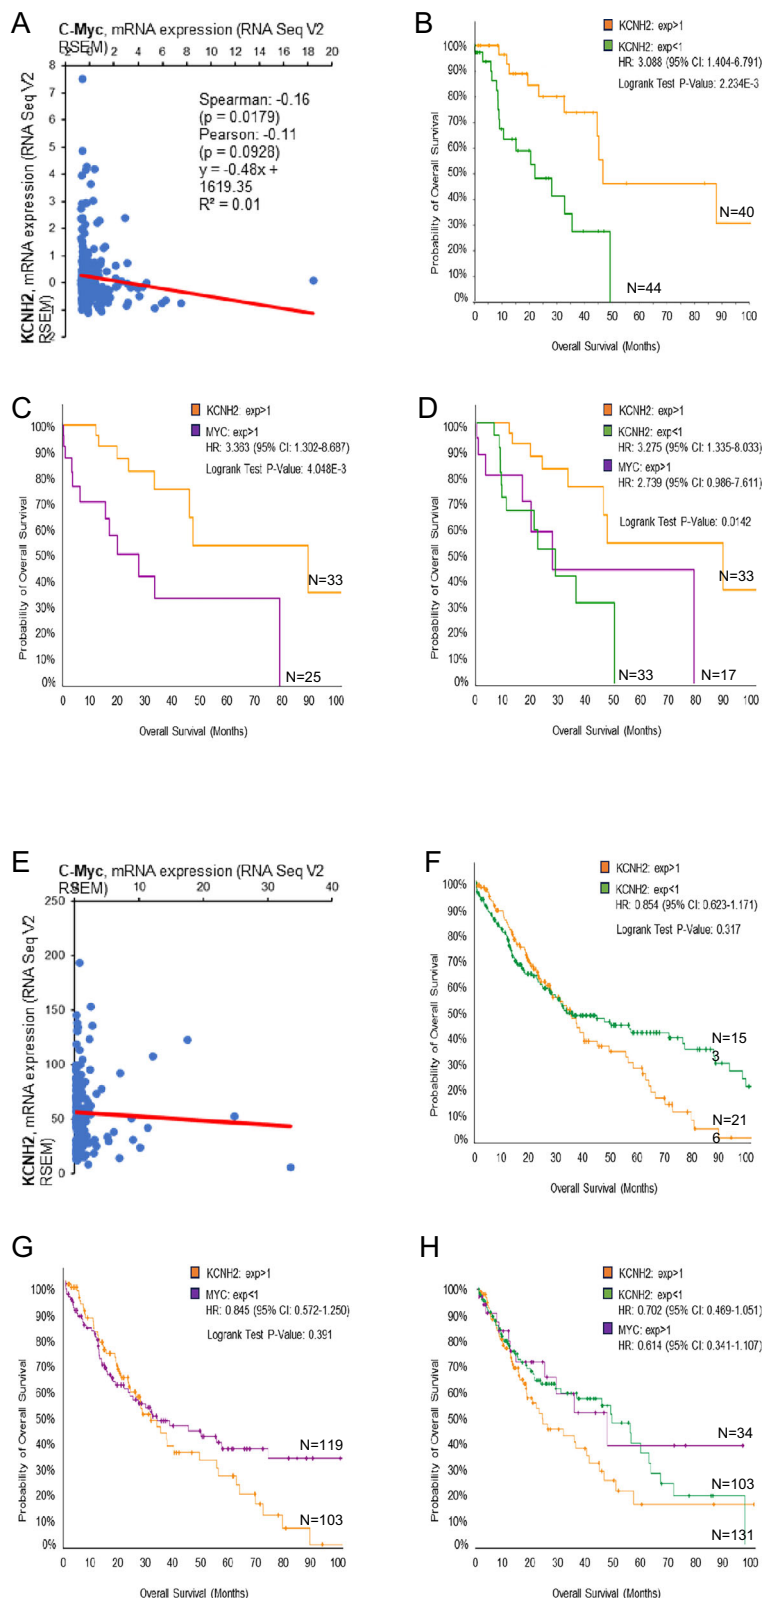 A
C-Myc, mRNA expression (RNA Seq V2
RSEM)
-2 0 2 4 6 8 10 12 14 16 18 20
KCNH2, mRNA expression (RNA Seq V2
RSEM)
8
7
6
5
4
3
2
1
0
-1
-2
Spearman: -0.16
(p = 0.0179)
Pearson: -0.11
(p = 0.0928)
y = -0.48x +
1619.35
R² = 0.01
B
KCNH2: exp>1
KCNH2: exp<1
HR: 3.088 (95% CI: 1.404-6.791)
Logrank Test P-Value: 2.234E-3
Probability of Overall Survival
100%
90%
80%
70%
60%
50%
40%
30%
20%
10%
0%
N=40
N=44
0 10 20 30 40 50 60 70 80 90 100
Overall Survival (Months)
C
KCNH2: exp>1
MYC: exp>1
HR: 3.363 (95% CI: 1.302-8.687)
Logrank Test P-Value: 4.048E-3
Probability of Overall Survival
100%
90%
80%
70%
60%
50%
40%
30%
20%
10%
0%
N=33
N=25
0 10 20 30 40 50 60 70 80 90 100
Overall Survival (Months)
D
KCNH2: exp>1
KCNH2: exp<1
HR: 3.275 (95% CI: 1.335-8.033)
MYC: exp>1
HR: 2.739 (95% CI: 0.986-7.611)
Logrank Test P-Value: 0.0142
Probability of Overall Survival
100%
90%
80%
70%
60%
50%
40%
30%
20%
10%
0%
N=33
N=33
N=17
0 10 20 30 40 50 60 70 80 90 100
Overall Survival (Months)
E
C-Myc, mRNA expression (RNA Seq V2
RSEM)
0 10 20 30 40
KCNH2, mRNA expression (RNA Seq V2
RSEM)
250
200
150
100
50
0
F
KCNH2: exp>1
KCNH2: exp<1
HR: 0.854 (95% CI: 0.623-1.171)
Logrank Test P-Value: 0.317
Probability of Overall Survival
100%
90%
80%
70%
60%
50%
40%
30%
20%
10%
0%
N=15
3
N=21
6
0 10 20 30 40 50 60 70 80 90 100
Overall Survival (Months)
G
KCNH2: exp>1
MYC: exp<1
HR: 0.845 (95% CI: 0.572-1.250)
Logrank Test P-Value: 0.391
Probability of Overall Survival
100%
90%
80%
70%
60%
50%
40%
30%
20%
10%
0%
N=119
N=103
0 10 20 30 40 50 60 70 80 90 100
Overall Survival (Months)
H
KCNH2: exp>1
KCNH2: exp<1
HR: 0.702 (95% CI: 0.469-1.051)
MYC: exp>1
HR: 0.614 (95% CI: 0.341-1.107)
Probability of Overall Survival
100%
90%
80%
70%
60%
50%
40%
30%
20%
10%
0%
N=34
N=103
N=131
0 10 20 30 40 50 60 70 80 90 100
Overall Survival (Months)